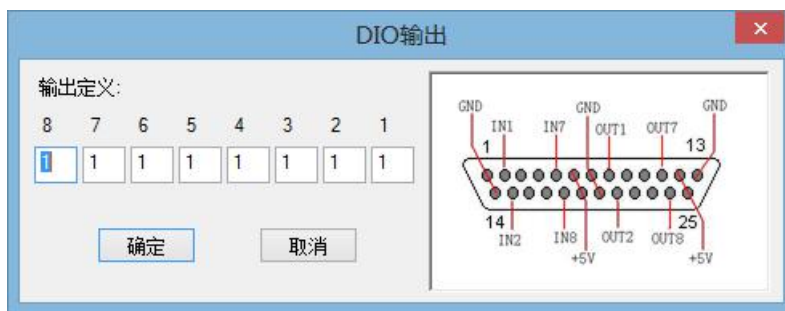 DIO输出
输出定义:
8 7 6 5 4 3 2 1
1 1 1 1 1 1 1 1
确定 取消
GND GND GND
IN1 IN7 OUT1 OUT7
1 13
14 25
IN2 IN8 OUT2 OUT8
+5V +5V